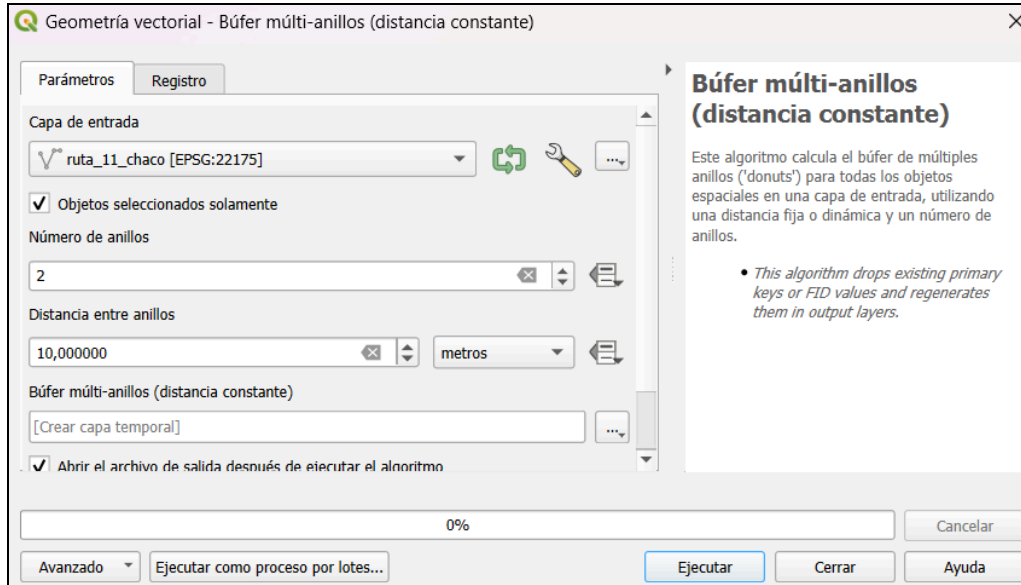 Geometría vectorial - Búfer múlti-anillos (distancia constante)
Parámetros
Registro
Capa de entrada
ruta_11_chaco [EPSG:22175]
...
Objetos seleccionados solamente
Número de anillos
2
Distancia entre anillos
10,000000
metros
Búfer múlti-anillos (distancia constante)
[Crear capa temporal]
...
Abrir el archivo de salida después de ejecutar el algoritmo
Búfer múlti-anillos
(distancia constante)
Este algoritmo calcula el búfer de múltiples
anillos ('donuts') para todas los objetos
espaciales en una capa de entrada, utilizando
una distancia fija o dinámica y un número de
anillos.
• This algorithm drops existing primary
keys or FID values and regenerates
them in output layers.
0%
Cancelar
Avanzado
Ejecutar como proceso por lotes...
Ejecutar
Cerrar
Ayuda